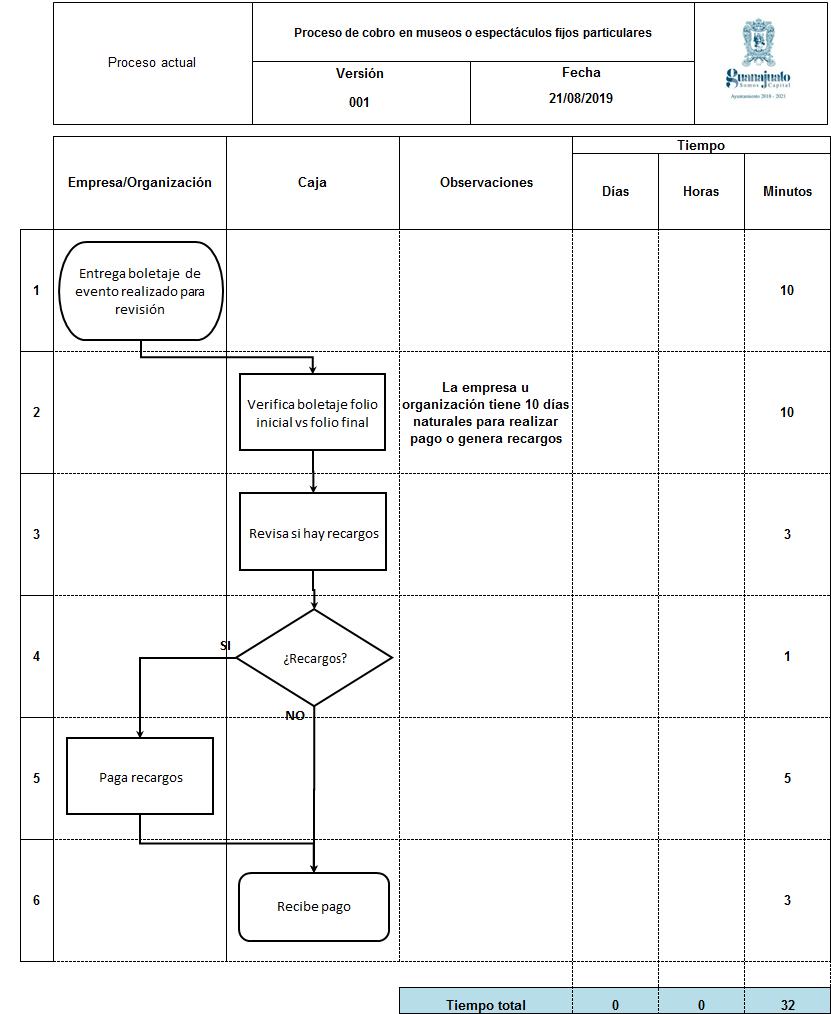 Proceso actual
Proceso de cobro en museos o espectáculos fijos particulares
Versión
001
Fecha
21/08/2019
Guanajuato
Somos Capital
Ayuntamiento 2018 - 2021
Empresa/Organización
Caja
Observaciones
Tiempo
Días
Horas
Minutos
1
Entrega boletaje de
evento realizado para
revisión
10
2
Verifica boletaje folio
inicial vs folio final
La empresa u
organización tiene 10 días
naturales para realizar
pago o genera recargos
10
3
Revisa si hay recargos
3
4
SI
¿Recargos?
NO
1
5
Paga recargos
5
6
Recibe pago
3
Tiempo total
0
0
32